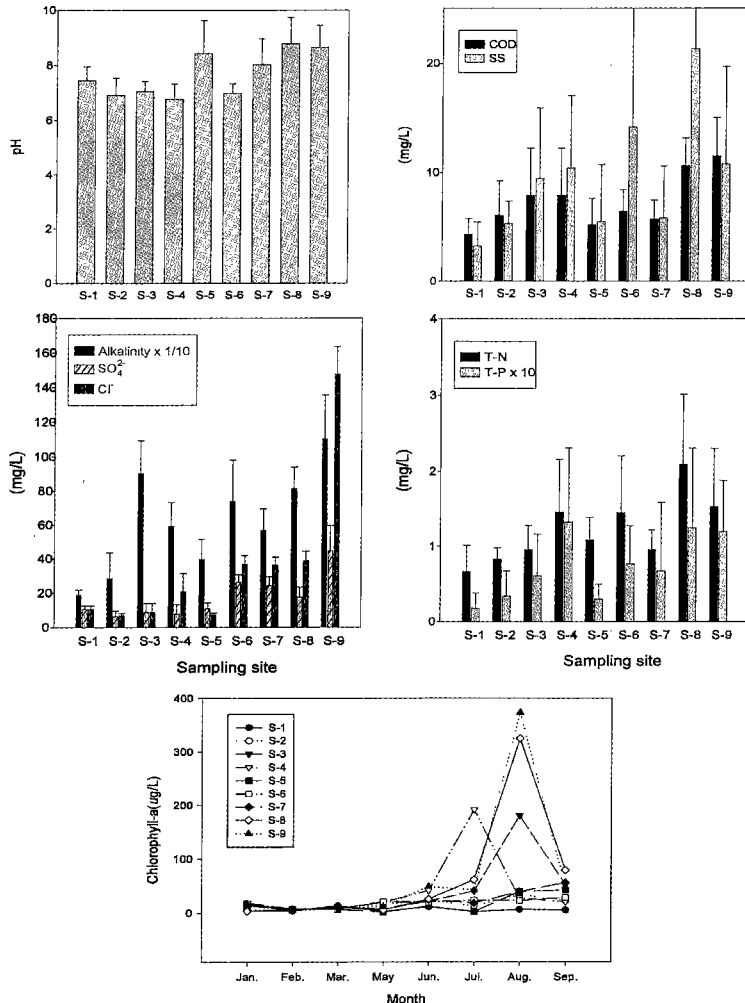 10
8
6
4
2
0
pH
S-1 S-2 S-3 S-4 S-5 S-6 S-7 S-8 S-9
COD
SS
20
10
0
(mg/L)
S-1 S-2 S-3 S-4 S-5 S-6 S-7 S-8 S-9
180
160
140
120
100
80
60
40
20
0
(mg/L)
Alkalinity x 1/10
SO₄²⁻
Cl⁻
S-1 S-2 S-3 S-4 S-5 S-6 S-7 S-8 S-9
Sampling site
4
3
2
1
0
(mg/L)
T-N
T-P x 10
S-1 S-2 S-3 S-4 S-5 S-6 S-7 S-8 S-9
Sampling site
400
300
200
100
0
Chlorophyll-a(ug/L)
S-1
S-2
S-3
S-4
S-5
S-6
S-7
S-8
S-9
Jan. Feb. Mar. May Jun. Jul. Aug. Sep.
Month